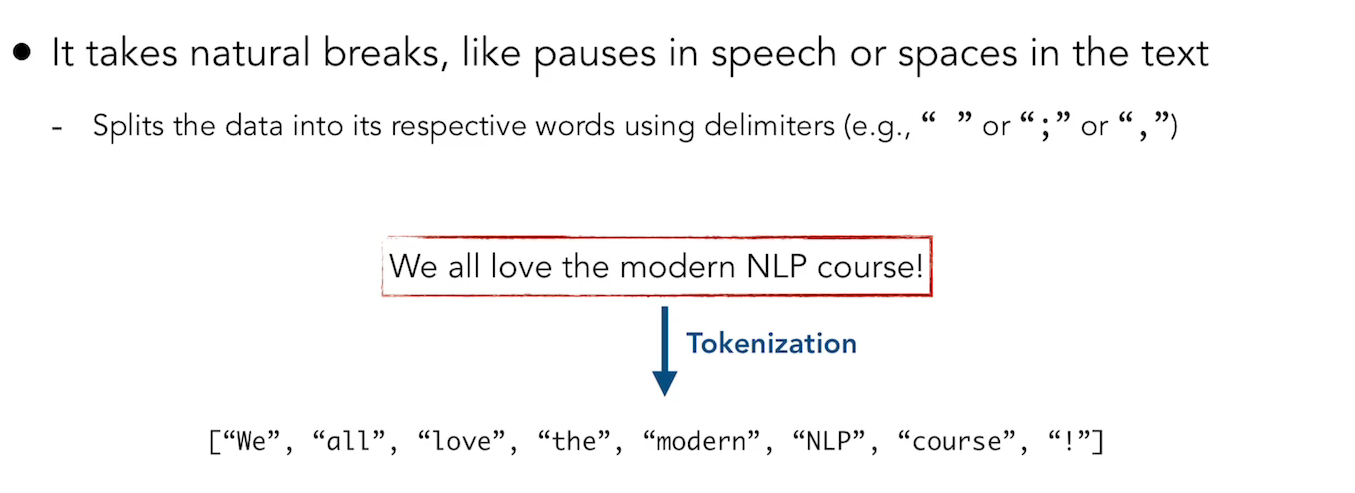 ● It takes natural breaks, like pauses in speech or spaces in the text
- Splits the data into its respective words using delimiters (e.g., “ ” or “;” or “,”)
We all love the modern NLP course!
Tokenization
[“We”, “all”, “love”, “the”, “modern”, “NLP”, “course”, “!”]